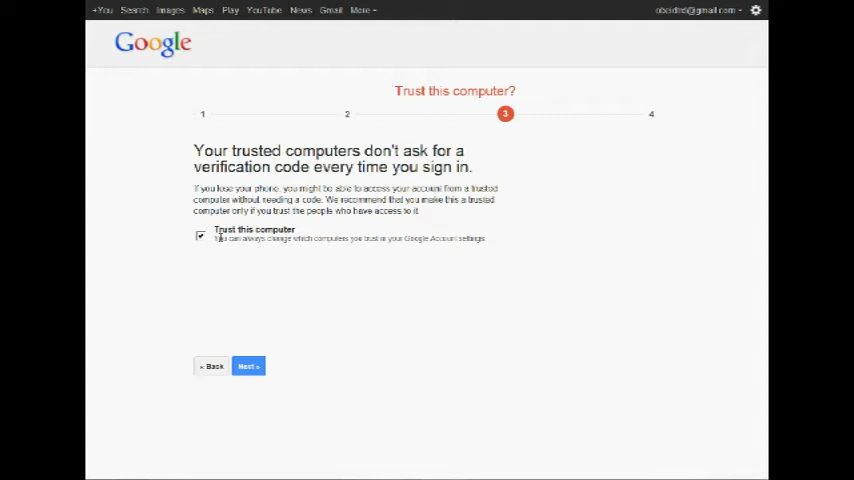 +You Search Images Maps Play YouTube News Gmail More
Google
Trust this computer?
1 2 3 4
Your trusted computers don't ask for a
verification code every time you sign in.
If you lose your phone, you might be able to access your account from a trusted
computer without needing a code. We recommend that you make this a trusted
computer only if you trust the people who have access to it.
Trust this computer
You can always change which computers you trust in your Google Account settings.
« Back Next »